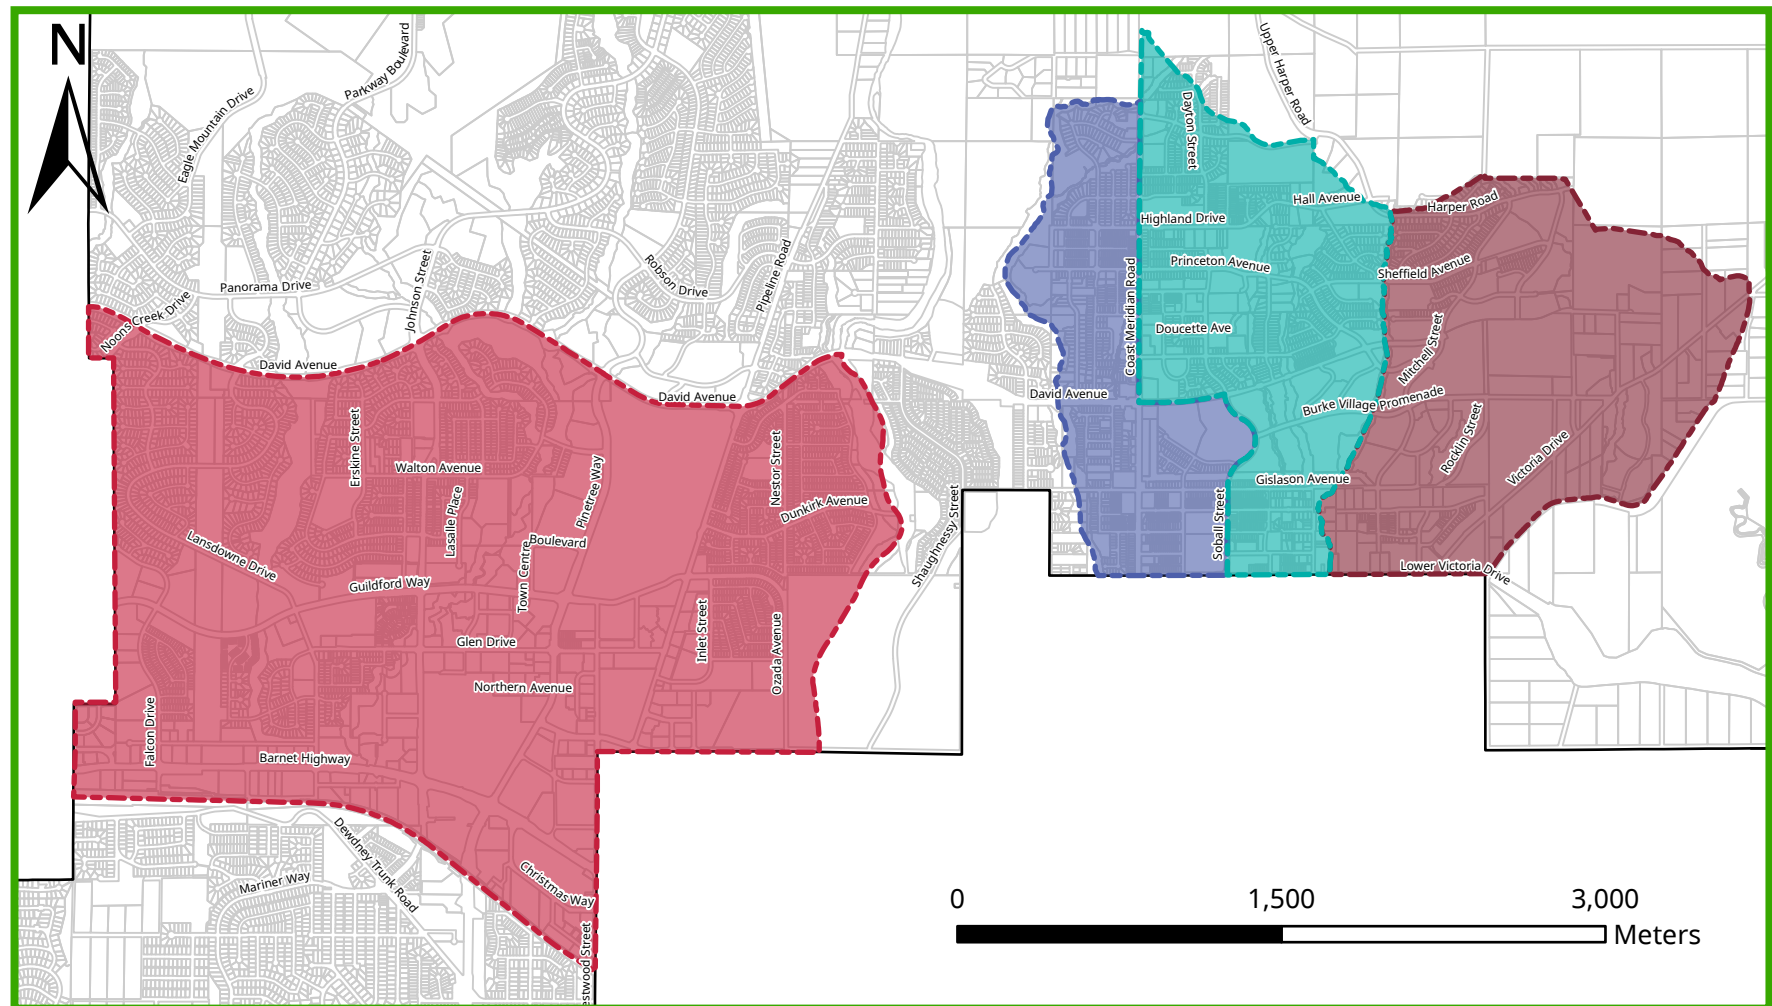 N
Parkway Boulevard
Eagle Mountain Drive
Upper Harper Road
Dayton Street
Hall Avenue
Harper Road
Highland Drive
Princeton Avenue
Sheffield Avenue
Coast Meridian Road
Doucette Ave
Mitchell Street
Noons Creek Drive
Panorama Drive
Johnson Street
Robson Drive
Pipeline Road
David Avenue
David Avenue
David Avenue
Burke Village Promenade
Rocklin Street
Victoria Drive
Gislason Avenue
Soball Street
Lower Victoria Drive
Erskine Street
Walton Avenue
Lasalle Place
Pinetree Way
Nestor Street
Dunkirk Avenue
Shaughnessy Street
Lansdowne Drive
Guildford Way
Town Centre Boulevard
Glen Drive
Inlet Street
Ozada Avenue
Northern Avenue
Falcon Drive
Barnet Highway
Dewdney Trunk Road
Mariner Way
Christmas Way
estwood Street
0 1,500 3,000
Meters